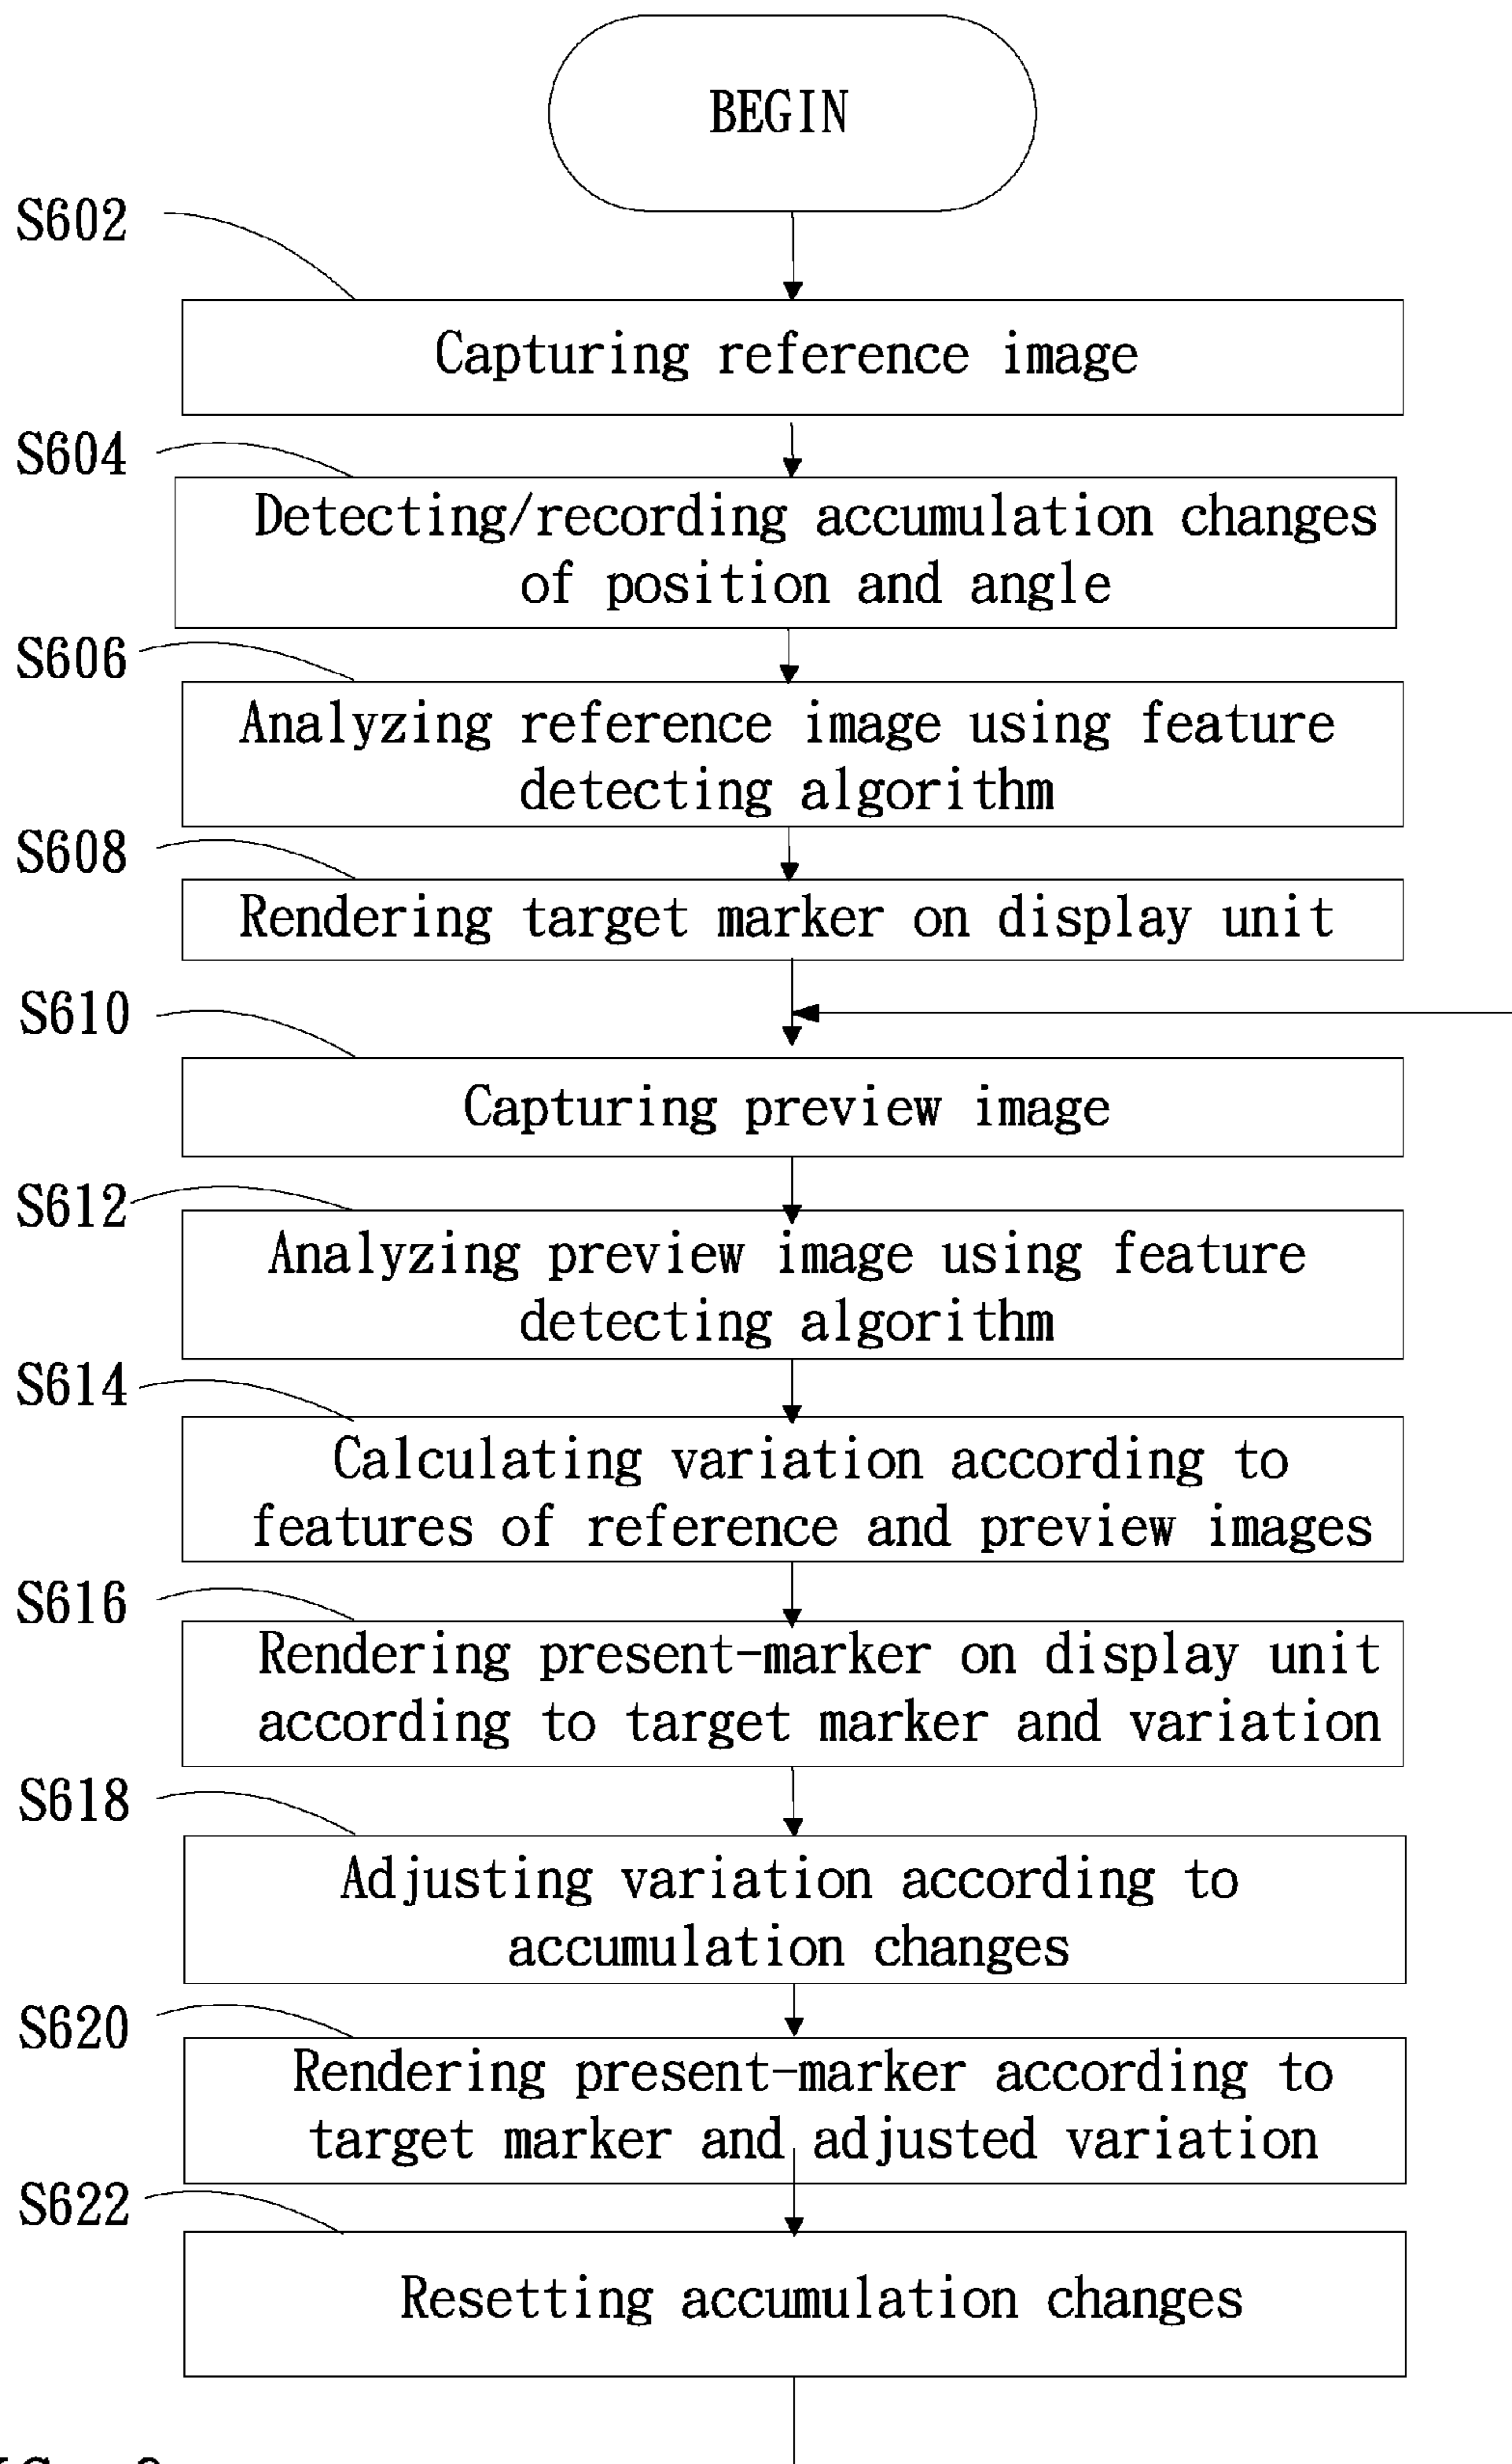 BEGIN
S602
Capturing reference image
S604
Detecting/recording accumulation changes
of position and angle
S606
Analyzing reference image using feature
detecting algorithm
S608
Rendering target marker on display unit
S610
Capturing preview image
S612
Analyzing preview image using feature
detecting algorithm
S614
Calculating variation according to
features of reference and preview images
S616
Rendering present-marker on display unit
according to target marker and variation
S618
Adjusting variation according to
accumulation changes
S620
Rendering present-marker according to
target marker and adjusted variation
S622
Resetting accumulation changes